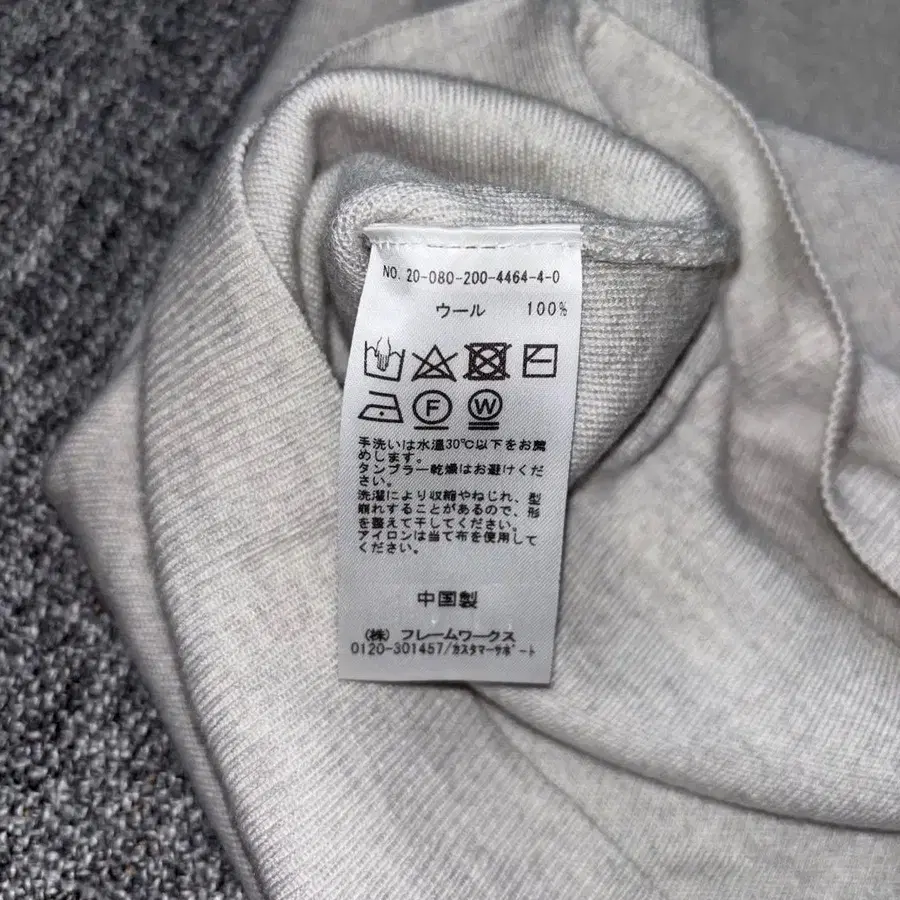 NO. 20-080-200-4464-4-0
ウール 100%
F W
手洗いは水温30℃以下をお薦
めします。
タンブラー乾燥はお避けくだ
さい。
洗濯により収縮やねじれ、型
崩れすることがあるので、形
を整えて干してください。
アイロンは当て布を使用して
ください。
中国製
(株) フレームワークス
0120-301457/カスタマーサポート